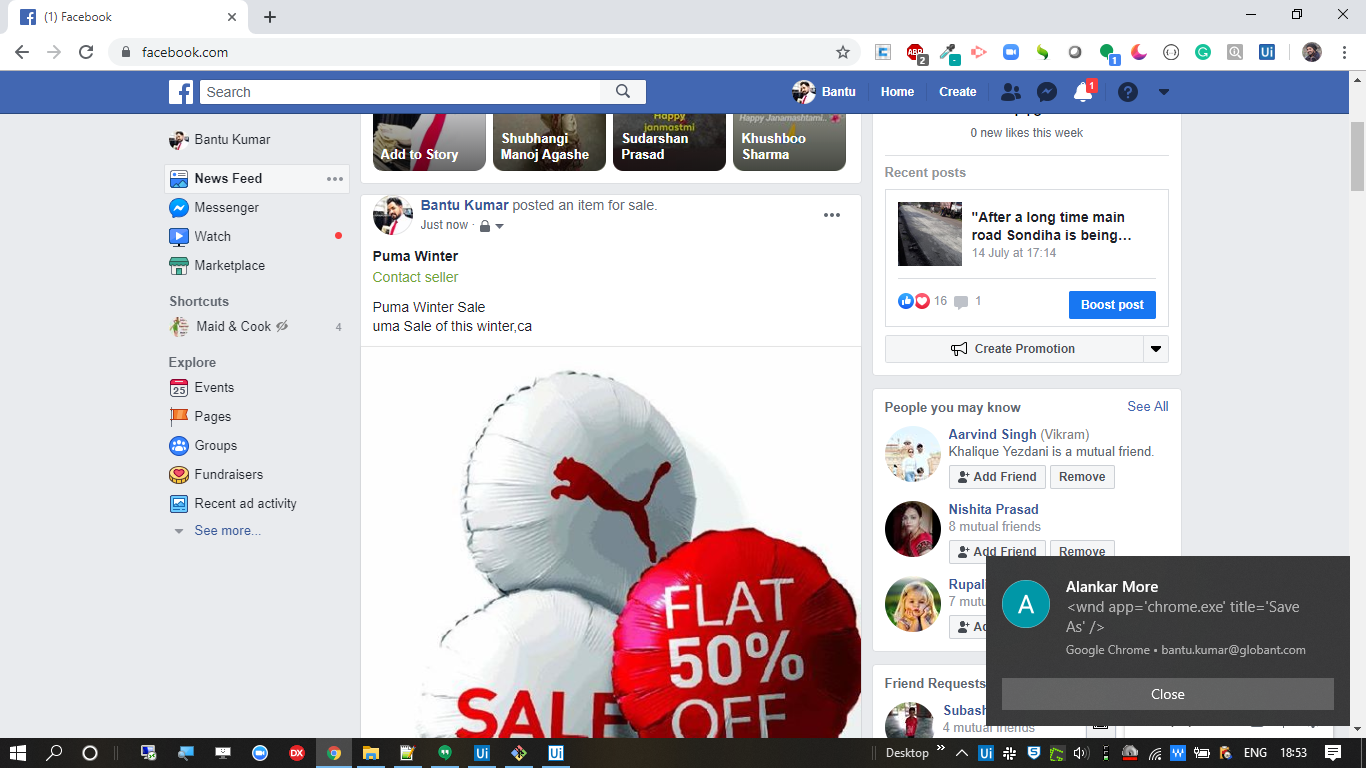 (1) Facebook
facebook.com
Search
Bantu
Home
Create
1
Bantu Kumar
News Feed
Messenger
Watch
Marketplace
Shortcuts
Maid & Cook
4
Explore
Events
Pages
Groups
Fundraisers
Recent ad activity
See more...
Happy
janmastmi
Happy Janamashtami..
Add to Story
Shubhangi
Manoj Agashe
Sudarshan
Prasad
Khushboo
Sharma
Bantu Kumar posted an item for sale.
Just now ·
Puma Winter
Contact seller
Puma Winter Sale
uma Sale of this winter,ca
FLAT
50%
OFF
SALE
0 new likes this week
Recent posts
"After a long time main
road Sondiha is being…
14 July at 17:14
16
1
Boost post
Create Promotion
People you may know
See All
Aarvind Singh (Vikram)
Khalique Yezdani is a mutual friend.
Add Friend
Remove
Nishita Prasad
8 mutual friends
Add Friend
Remove
Friend Requests
4 mutual friends
A
Alankar More
<wnd app='chrome.exe' title='Save
As' />
Google Chrome • bantu.kumar@globant.com
Close
Desktop
ENG
18:53